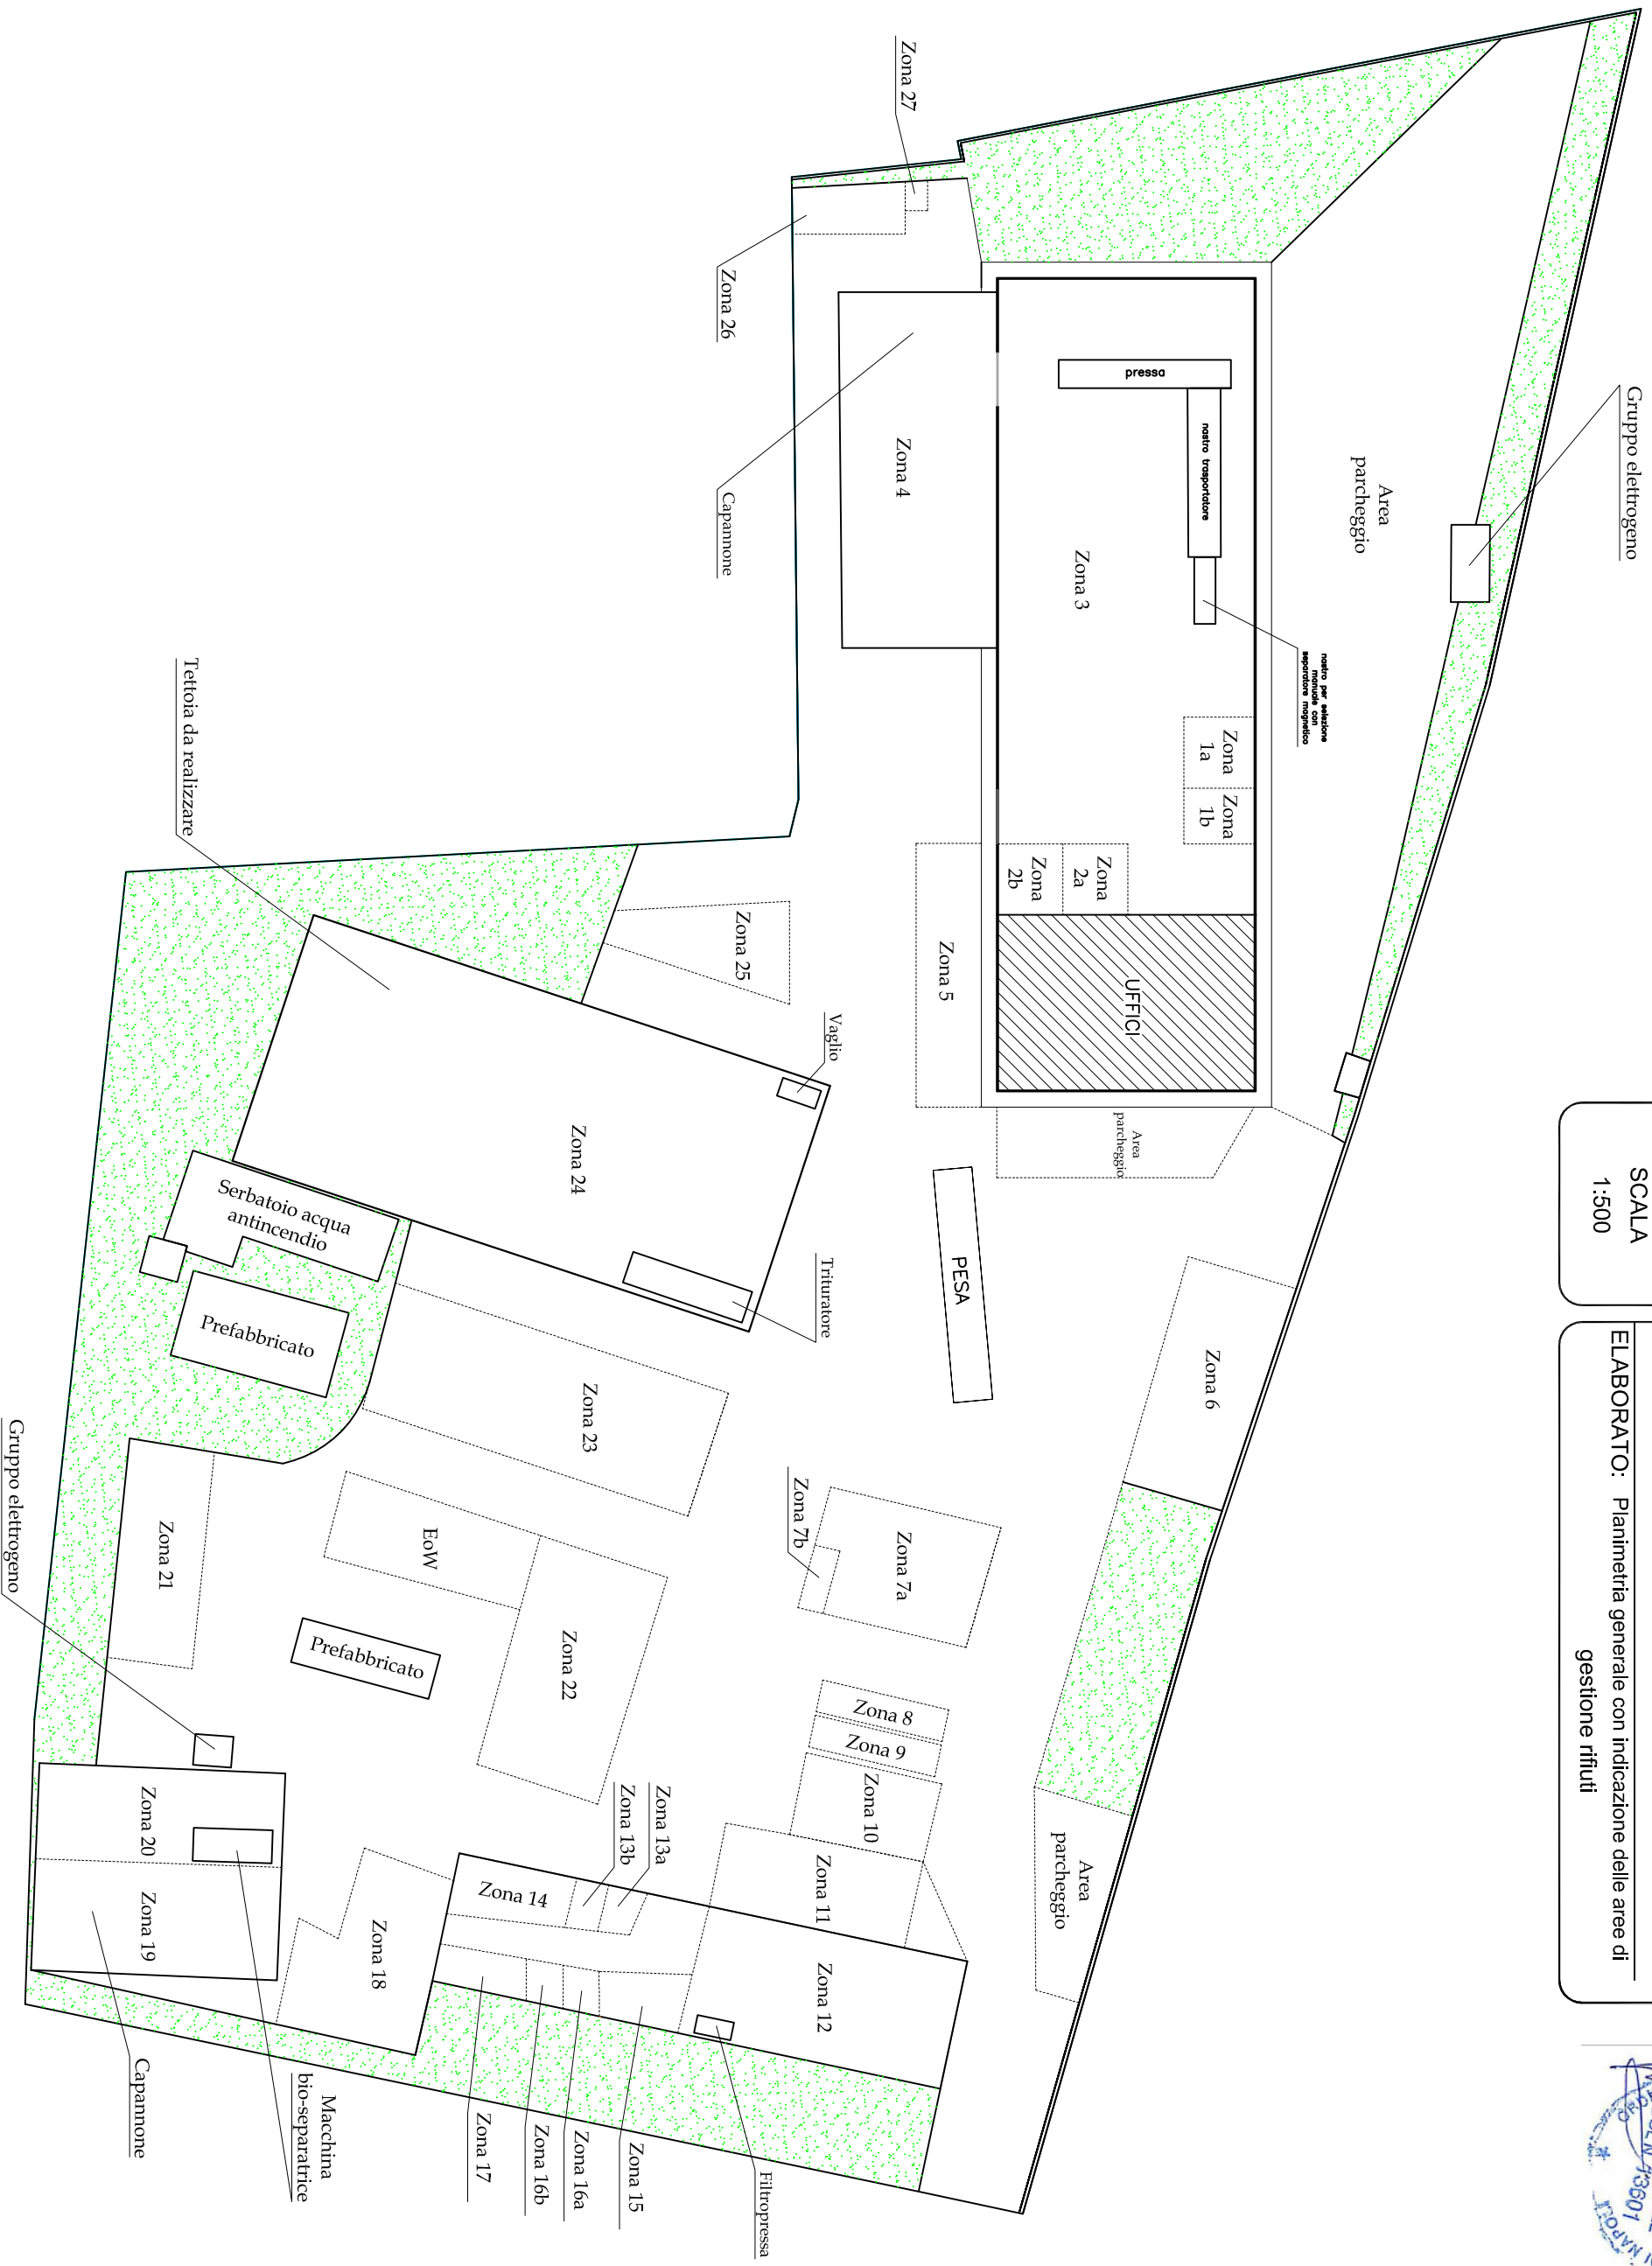 SCALA
1:500
ELABORATO: Planimetria generale con indicazione delle aree di
gestione rifiuti
Gruppo elettrogeno
Area
parcheggio
Zona 27
Zona 26
Capannone
Zona 4
pressa
nastro trasportatore
nastro per selezione
manuale con
separatore magnetico
Zona 3
Zona
1a
Zona
1b
Zona
2a
Zona
2b
UFFICI
Zona 5
Area
parcheggio
Tettoia da realizzare
Zona 25
Vaglio
Zona 24
Trituratore
Serbatoio acqua
antincendio
Prefabbricato
PESA
Zona 6
Zona 23
Zona 7b
Zona 7a
EoW
Zona 22
Prefabbricato
Zona 21
Gruppo elettrogeno
Zona 8
Zona 9
Zona 10
Zona 11
Zona 12
Area
parcheggio
Zona 13a
Zona 13b
Zona 14
Zona 18
Zona 20
Zona 19
Capannone
Macchina
bio-separatrice
Zona 17
Zona 16b
Zona 16a
Zona 15
Filtropressa
13601
NAPOLI